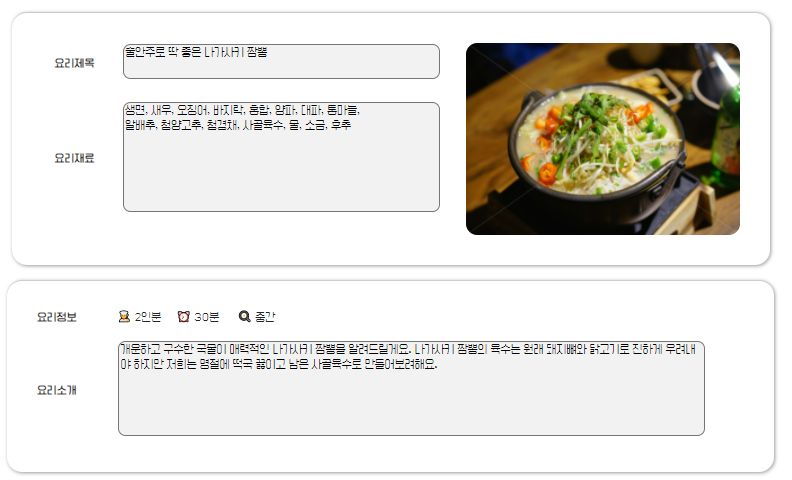 요리제목
술안주로 딱 좋은 나가사키 짬뽕
요리재료
생면, 새우, 오징어, 바지락, 홍합, 양파, 대파, 통마늘,
알배추, 청양고추, 청경채, 사골육수, 물, 소금, 후추
요리정보
2인분 30분 중간
요리소개
개운하고 구수한 국물이 매력적인 나가사키 짬뽕을 알려드릴게요. 나가사키 짬뽕의 육수는 원래 돼지뼈와 닭고기로 진하게 우려내
야 하지만 저희는 명절에 떡국 끓이고 남은 사골육수로 만들어보려해요.